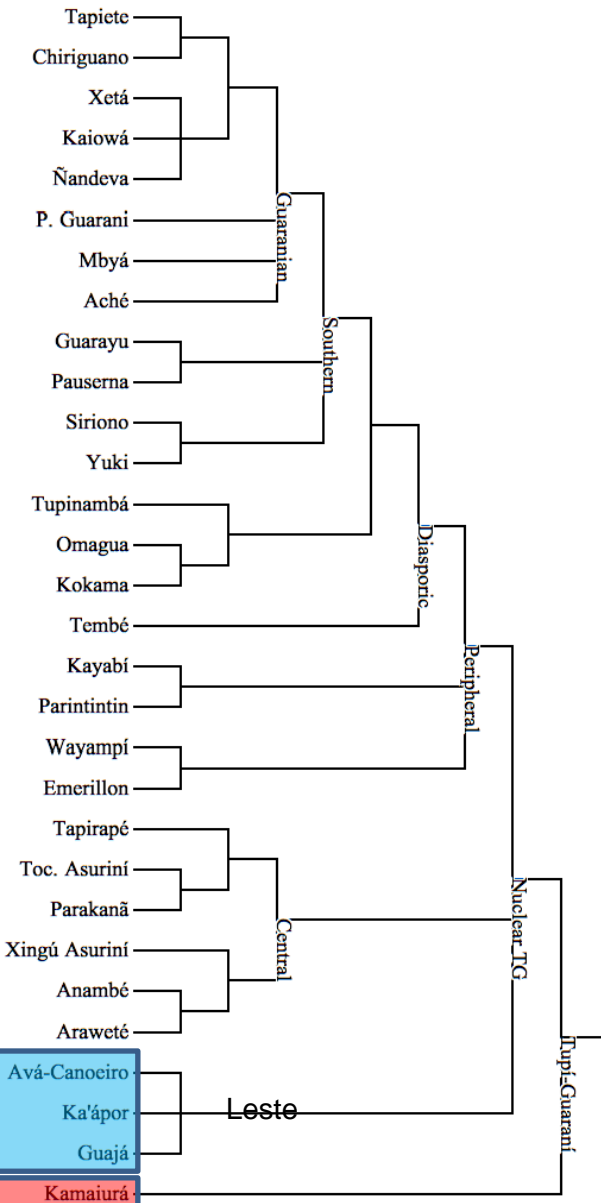 Tapiete
Chiriguano
Xetá
Kaiowá
Ñandeva
P. Guarani
Mbyá
Aché
Guarayu
Pauserna
Siriono
Yuki
Tupinambá
Omagua
Kokama
Tembé
Kayabí
Parintintin
Wayampí
Emerillon
Tapirapé
Toc. Asuriní
Parakanã
Xingú Asuriní
Anambé
Araweté
Avá-Canoeiro
Ka'ápor
Guajá
Kamaiurá
Guaranian
Southern
Diasporic
Peripheral
Central
Nuclear_TG
Tupí-Guaraní
Leste